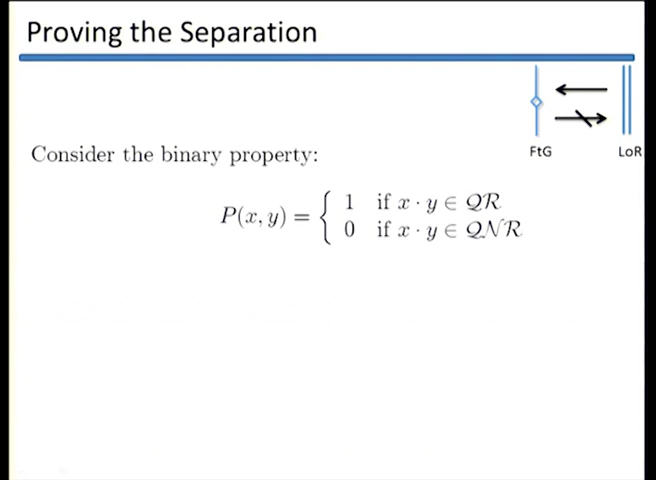 Proving the Separation
FtG LoR
Consider the binary property:
P(x, y) = { 1 if x · y ∈ QR
0 if x · y ∈ QNR